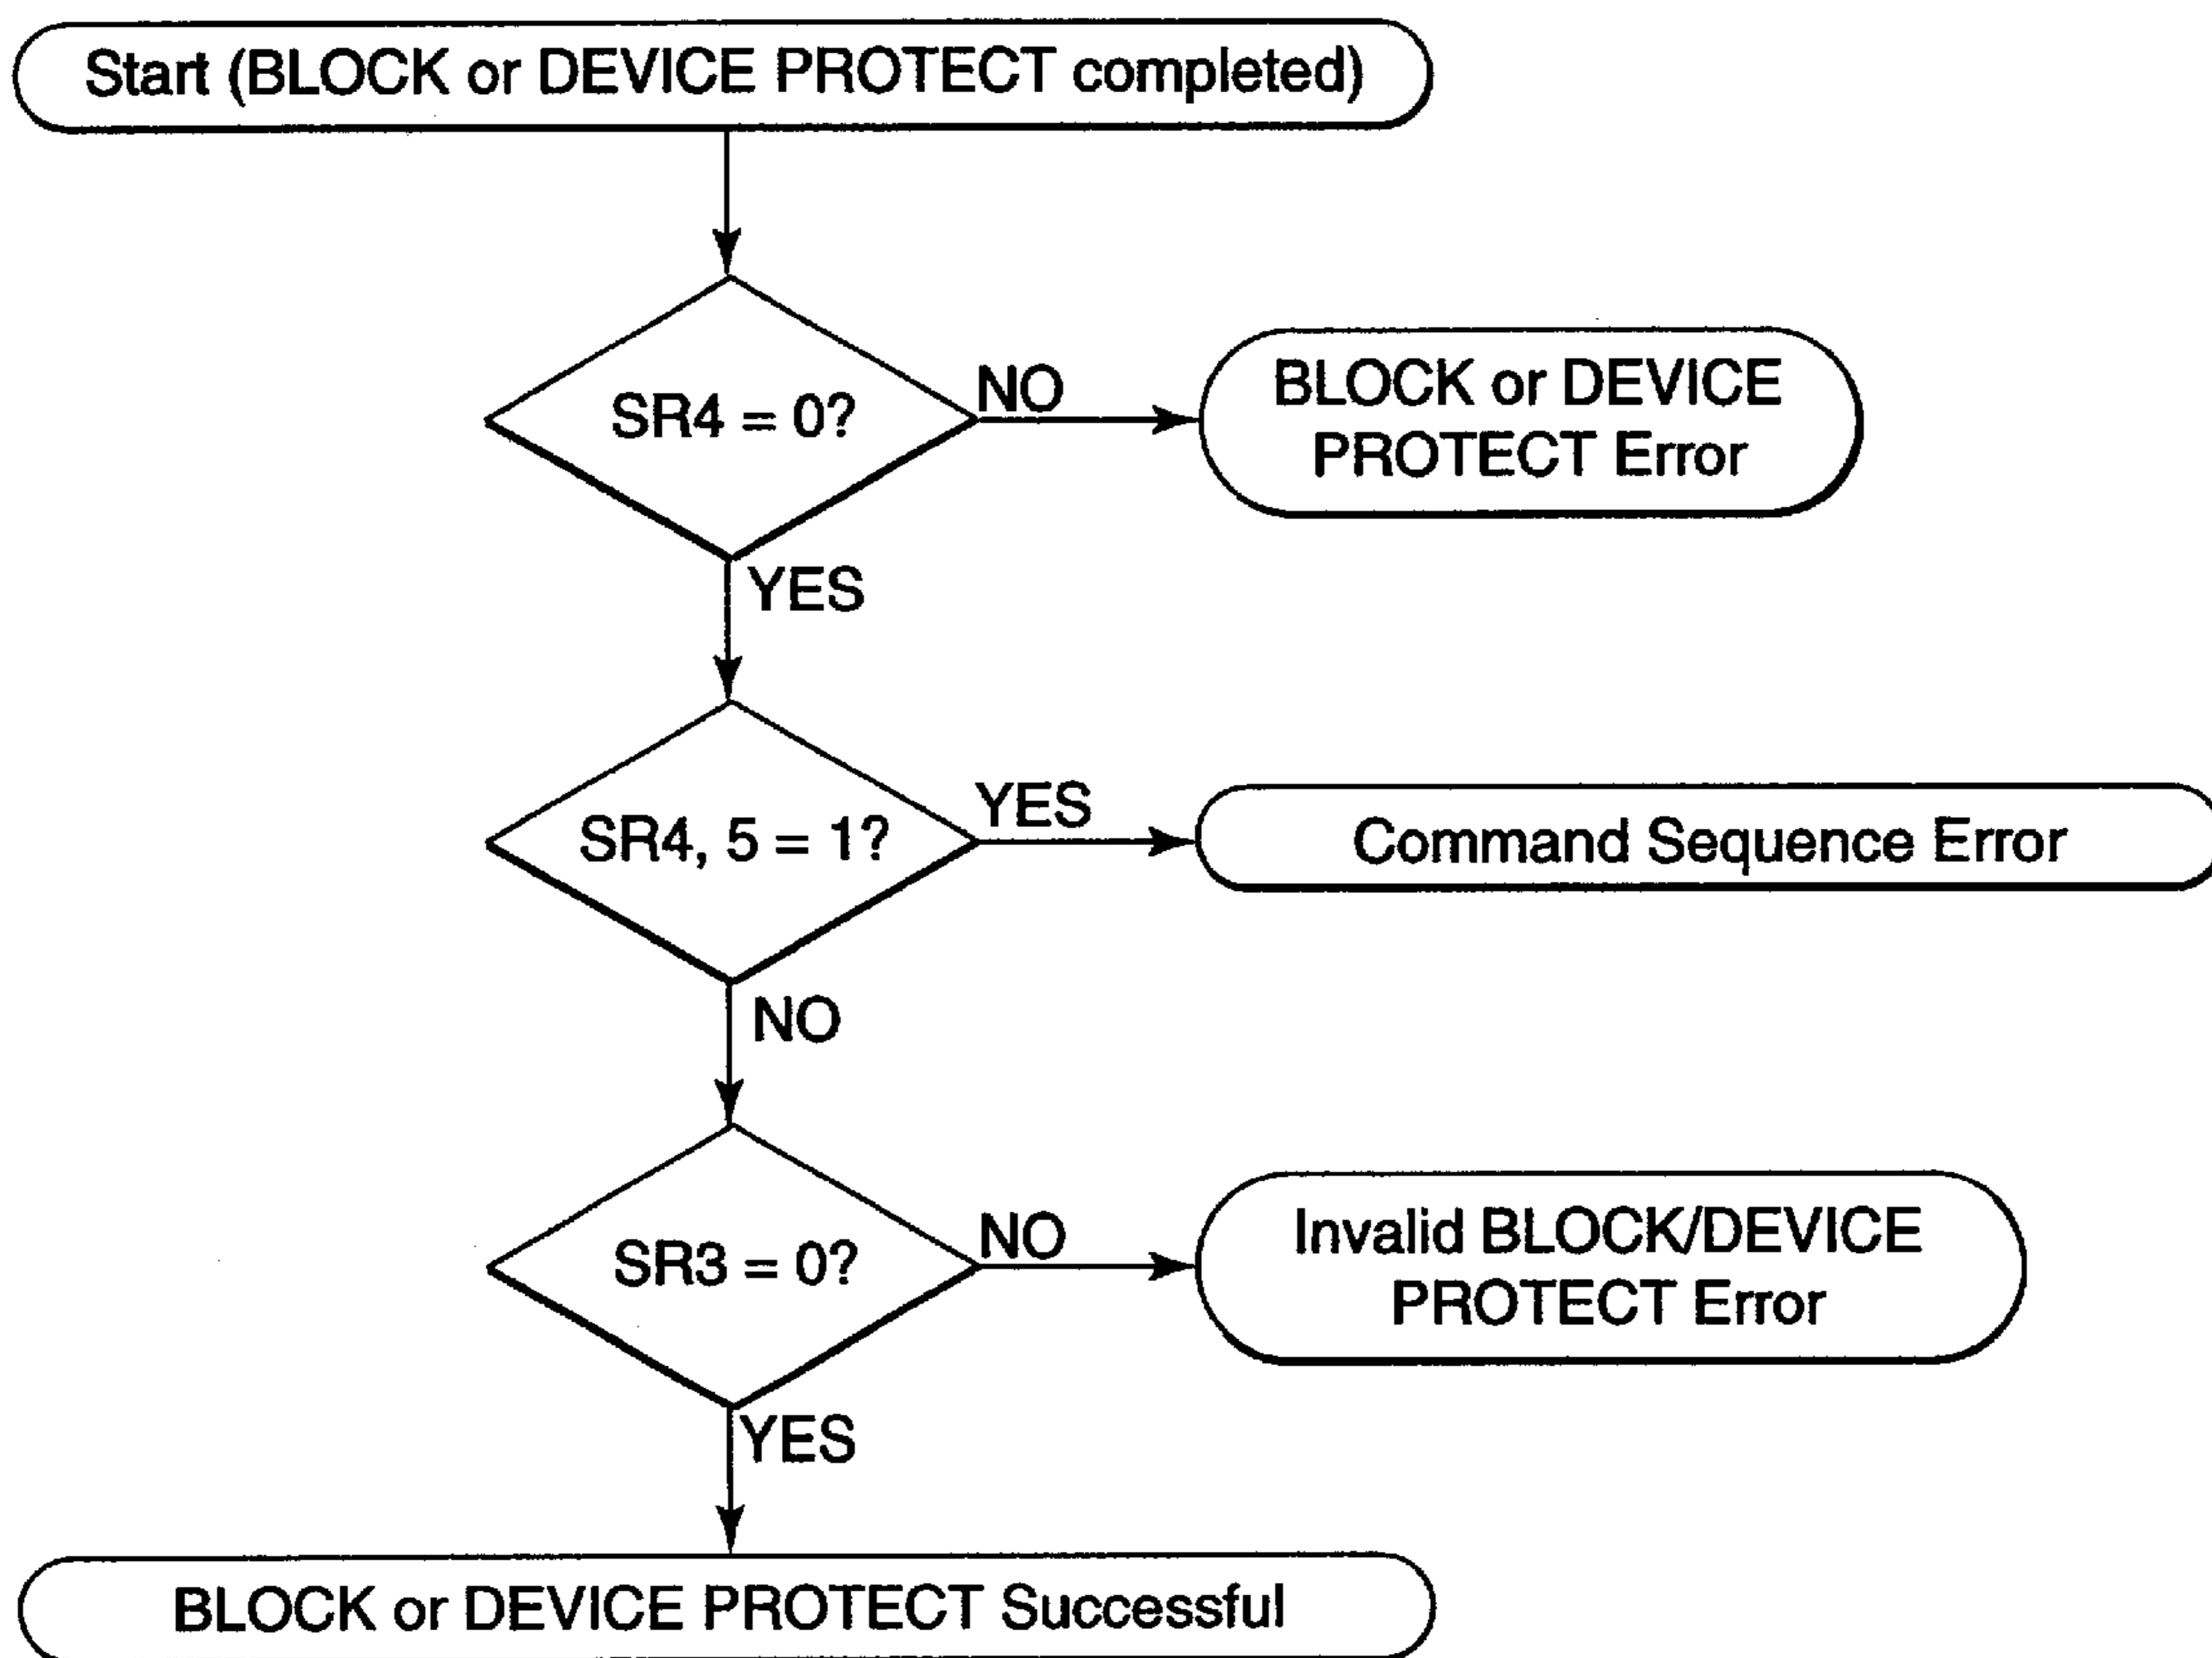 Start (BLOCK or DEVICE PROTECT completed)
SR4 = 0?
NO
BLOCK or DEVICE
PROTECT Error
YES
SR4, 5 = 1?
YES
Command Sequence Error
NO
SR3 = 0?
NO
Invalid BLOCK/DEVICE
PROTECT Error
YES
BLOCK or DEVICE PROTECT Successful